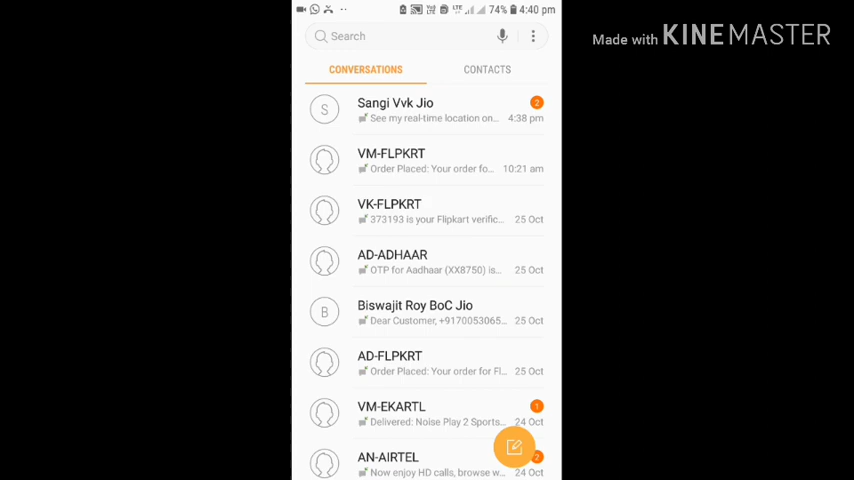 74% 4:40 pm
Search
Made with KINEMASTER
CONVERSATIONS CONTACTS
S Sangi Vvk Jio 2
See my real-time location on... 4:38 pm
VM-FLPKRT
Order Placed: Your order fo... 10:21 am
VK-FLPKRT
373193 is your Flipkart verific... 25 Oct
AD-ADHAAR
OTP for Aadhaar (XX8750) is... 25 Oct
B Biswajit Roy BoC Jio
Dear Customer, +9170053065... 25 Oct
AD-FLPKRT
Order Placed: Your order for Fl... 25 Oct
VM-EKARTL 1
Delivered: Noise Play 2 Sports... 24 Oct
AN-AIRTEL 2
Now enjoy HD calls, browse w... 24 Oct